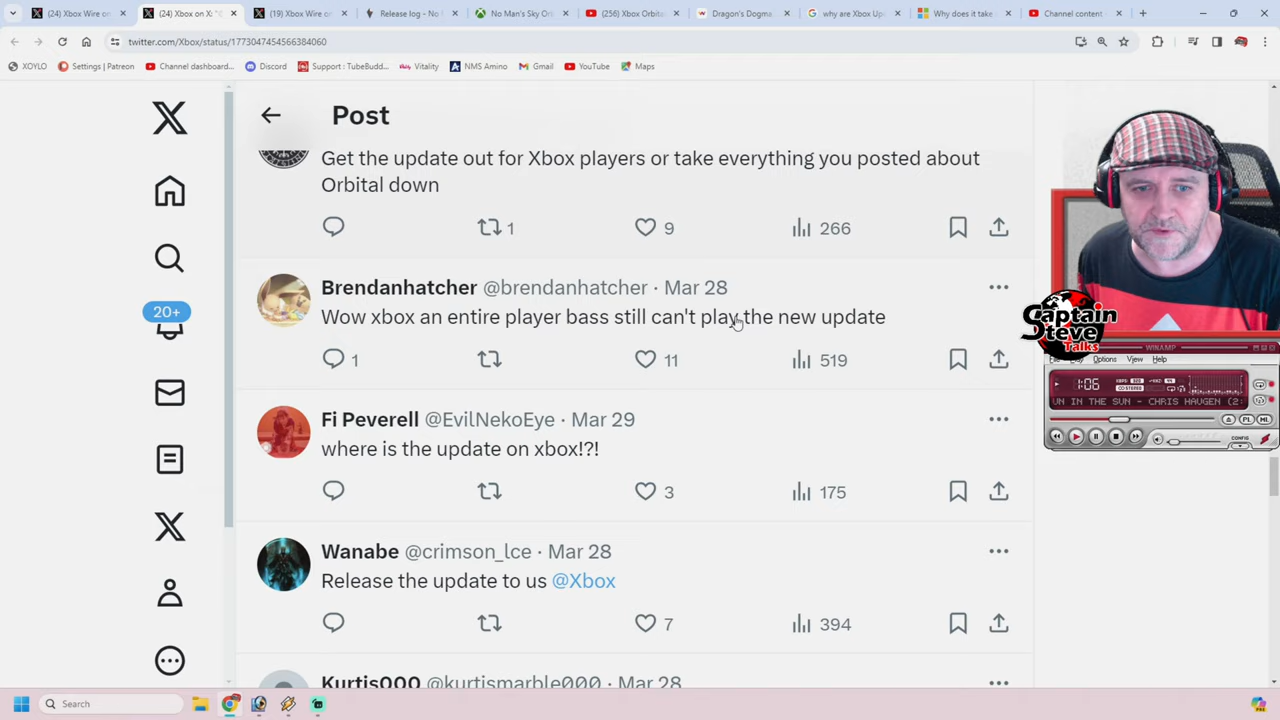 (24) Xbox Wire on
(24) Xbox on X: "
(19) Xbox Wire on
Release log - No
No Man's Sky Or
(256) Xbox Orbita
Dragon's Dogma
why are Xbox Up
Why does it take
Channel content
twitter.com/Xbox/status/1773047454566384060
XOYLO
Settings | Patreon
Channel dashboard...
Discord
Support : TubeBudd...
Vitality
NMS Amino
Gmail
YouTube
Maps
Post
Get the update out for Xbox players or take everything you posted about
Orbital down
1
9
266
Brendanhatcher @brendanhatcher · Mar 28
Wow xbox an entire player bass still can't play the new update
1
11
519
Fi Peverell @EvilNekoEye · Mar 29
where is the update on xbox!?!
3
175
Wanabe @crimson_lce · Mar 28
Release the update to us @Xbox
7
394
Kurtis000 @kurtismarble000 · Mar 28
20+
Captain
Steve
Talks
WINAMP
Options View Help
1:06
UN IN THE SUN - CHRIS HAUGEN (2:
PL
ML
CONFIG
Search